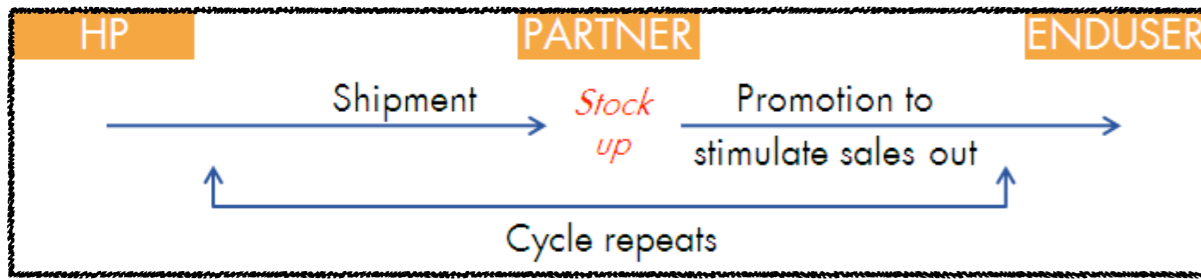 HP
PARTNER
ENDUSER
Shipment
Stock
up
Promotion to
stimulate sales out
Cycle repeats